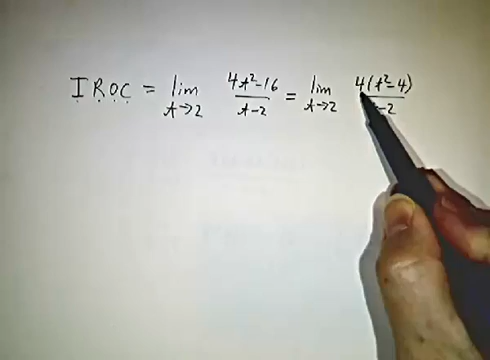 I.R.O.C. = lim t→2 4t²-16 / t-2 = lim t→2 4(t²-4) / -2